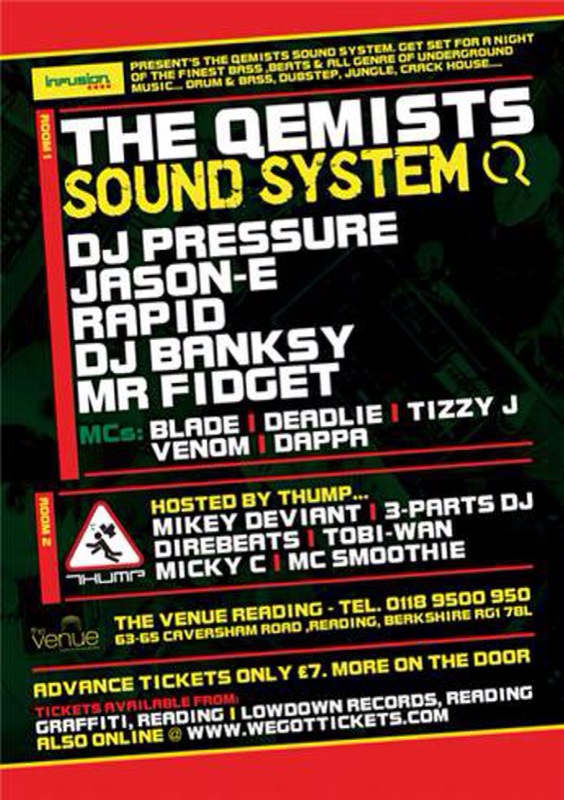 infusion
PRESENT'S THE QEMISTS SOUND SYSTEM. GET SET FOR A NIGHT
OF THE FINEST BASS ,BEATS & ALL GENRE OF UNDERGROUND
MUSIC... DRUM & BASS, DUBSTEP, JUNGLE, CRACK HOUSE....
ROOM 1
THE QEMISTS
SOUND SYSTEM
DJ PRESSURE
JASON-E
RAPID
DJ BANKSY
MR FIDGET
MCs: BLADE | DEADLIE | TIZZY J
VENOM | DAPPA
ROOM 2
THUMP
HOSTED BY THUMP...
MIKEY DEVIANT | 3-PARTS DJ
DIREBEATS | TOBI-WAN
MICKY C | MC SMOOTHIE
the venue
THE VENUE READING - TEL. 0118 9500 950
63-65 CAVERSHAM ROAD ,READING, BERKSHIRE RG1 7BL
ADVANCE TICKETS ONLY £7. MORE ON THE DOOR
TICKETS AVAILABLE FROM:
GRAFFITI, READING | LOWDOWN RECORDS, READING
ALSO ONLINE @ WWW.WEGOTTICKETS.COM